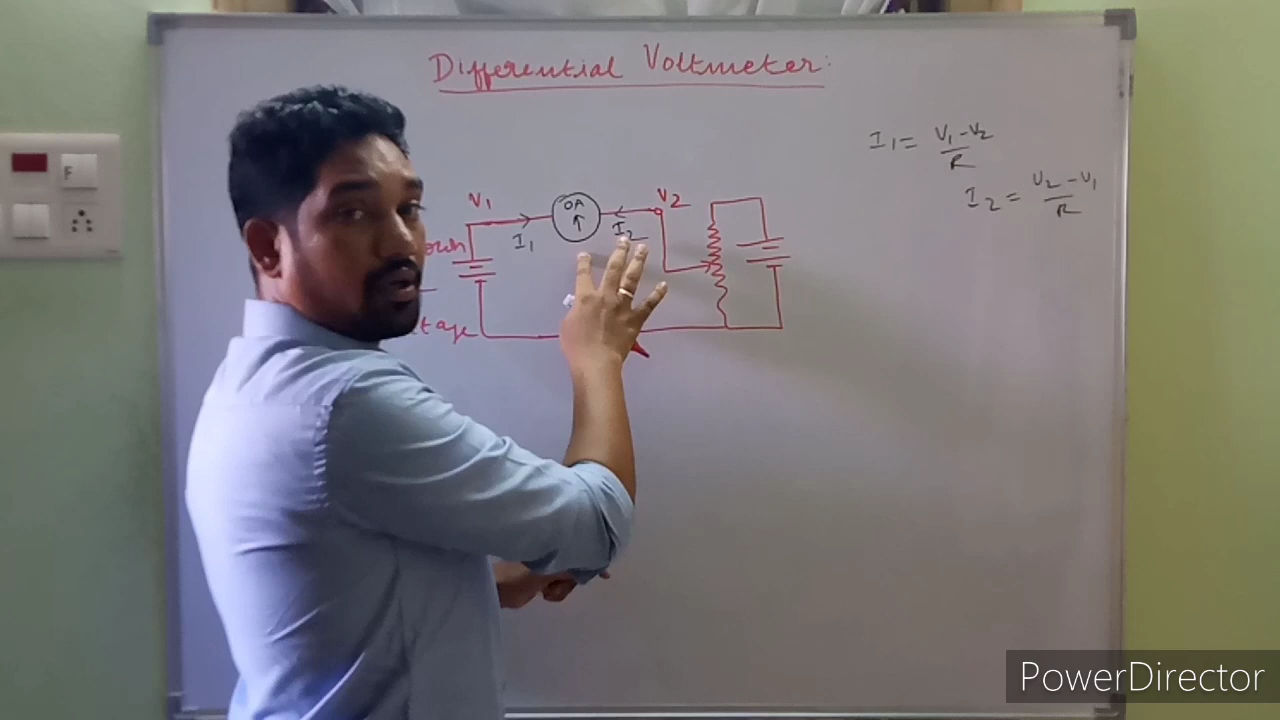 Differential Voltmeter:
I1 = V1-V2/R
I2 = V2-V1/R
V1
OA
V2
I1
I2
F
PowerDirector